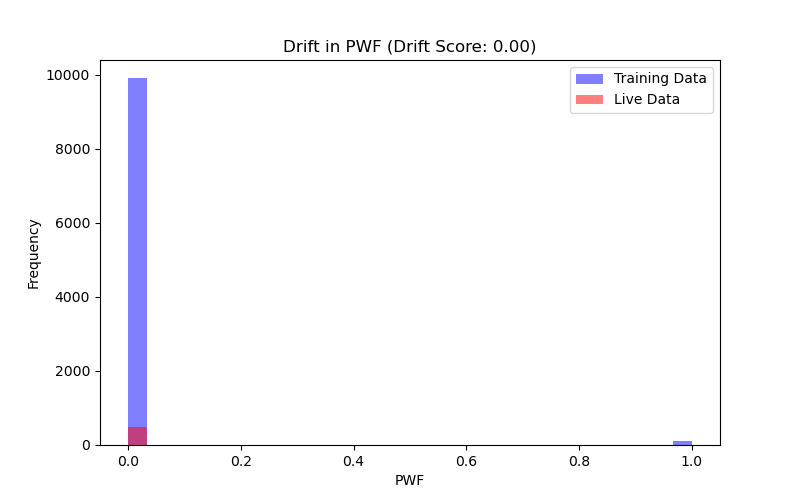 Drift in PWF (Drift Score: 0.00)
Training Data
Live Data
Frequency
10000
8000
6000
4000
2000
0
0.0 0.2 0.4 0.6 0.8 1.0
PWF